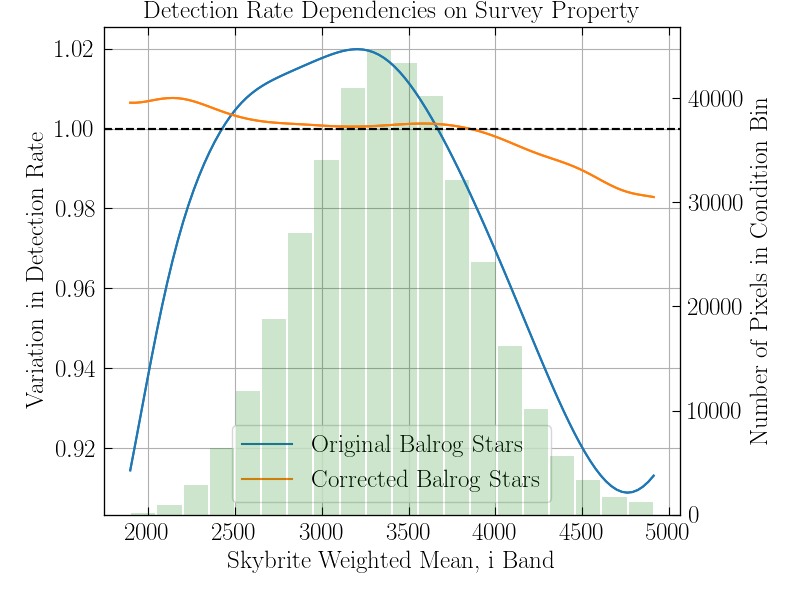 Detection Rate Dependencies on Survey Property
Variation in Detection Rate
1.02
1.00
0.98
0.96
0.94
0.92
40000
30000
20000
10000
0
Number of Pixels in Condition Bin
Original Balrog Stars
Corrected Balrog Stars
2000 2500 3000 3500 4000 4500 5000
Skybrite Weighted Mean, i Band